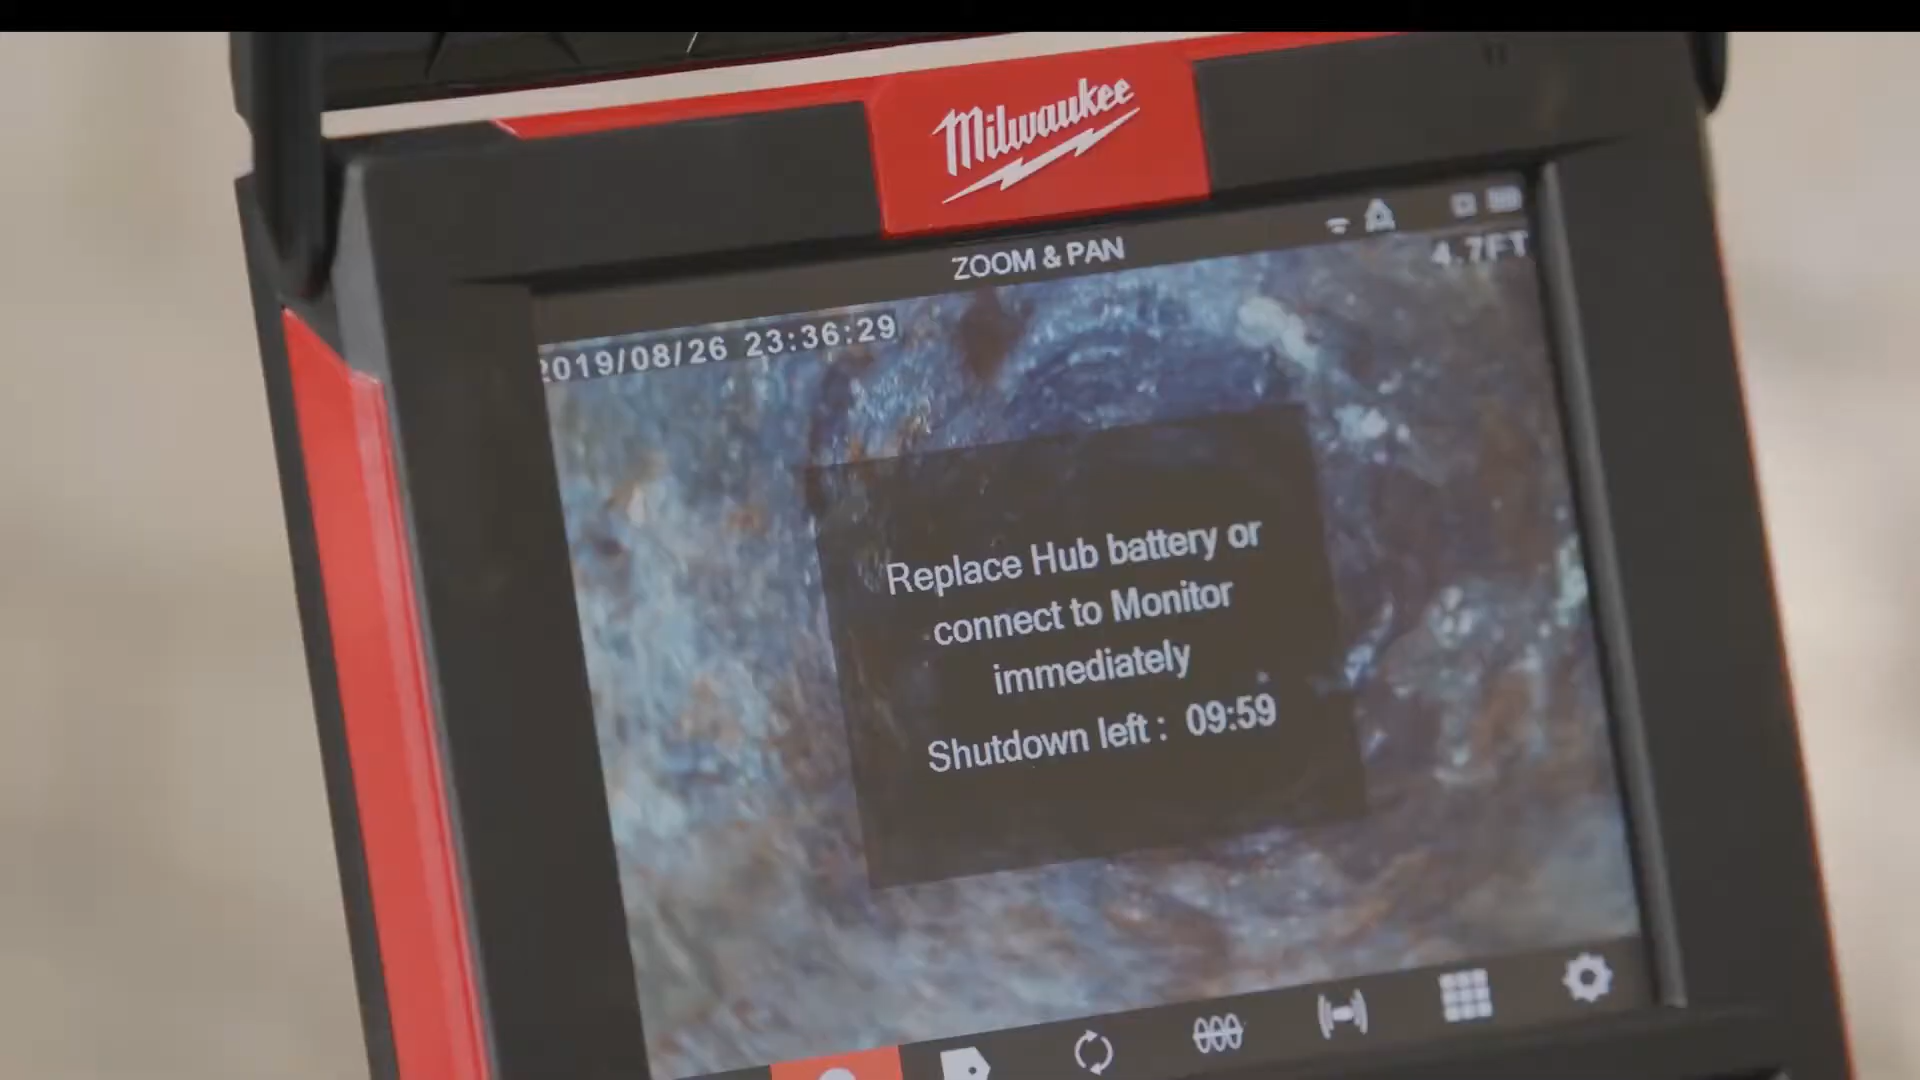 Milwaukee
ZOOM & PAN
4.7FT
2019/08/26 23:36:29
Replace Hub battery or
connect to Monitor
immediately
Shutdown left : 09:59